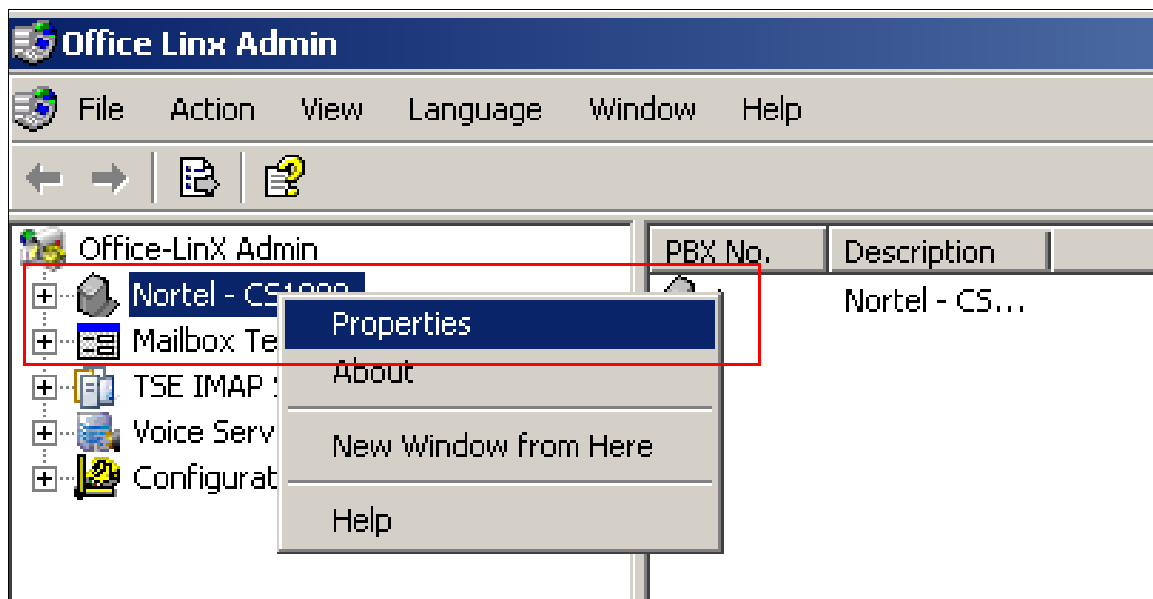 Office Linx Admin
File Action View Language Window Help
Office-LinX Admin
PBX No. Description
Nortel - CS1000
Nortel - CS...
Properties
Mailbox Te
About
TSE IMAP
Voice Serv
New Window from Here
Configurat
Help